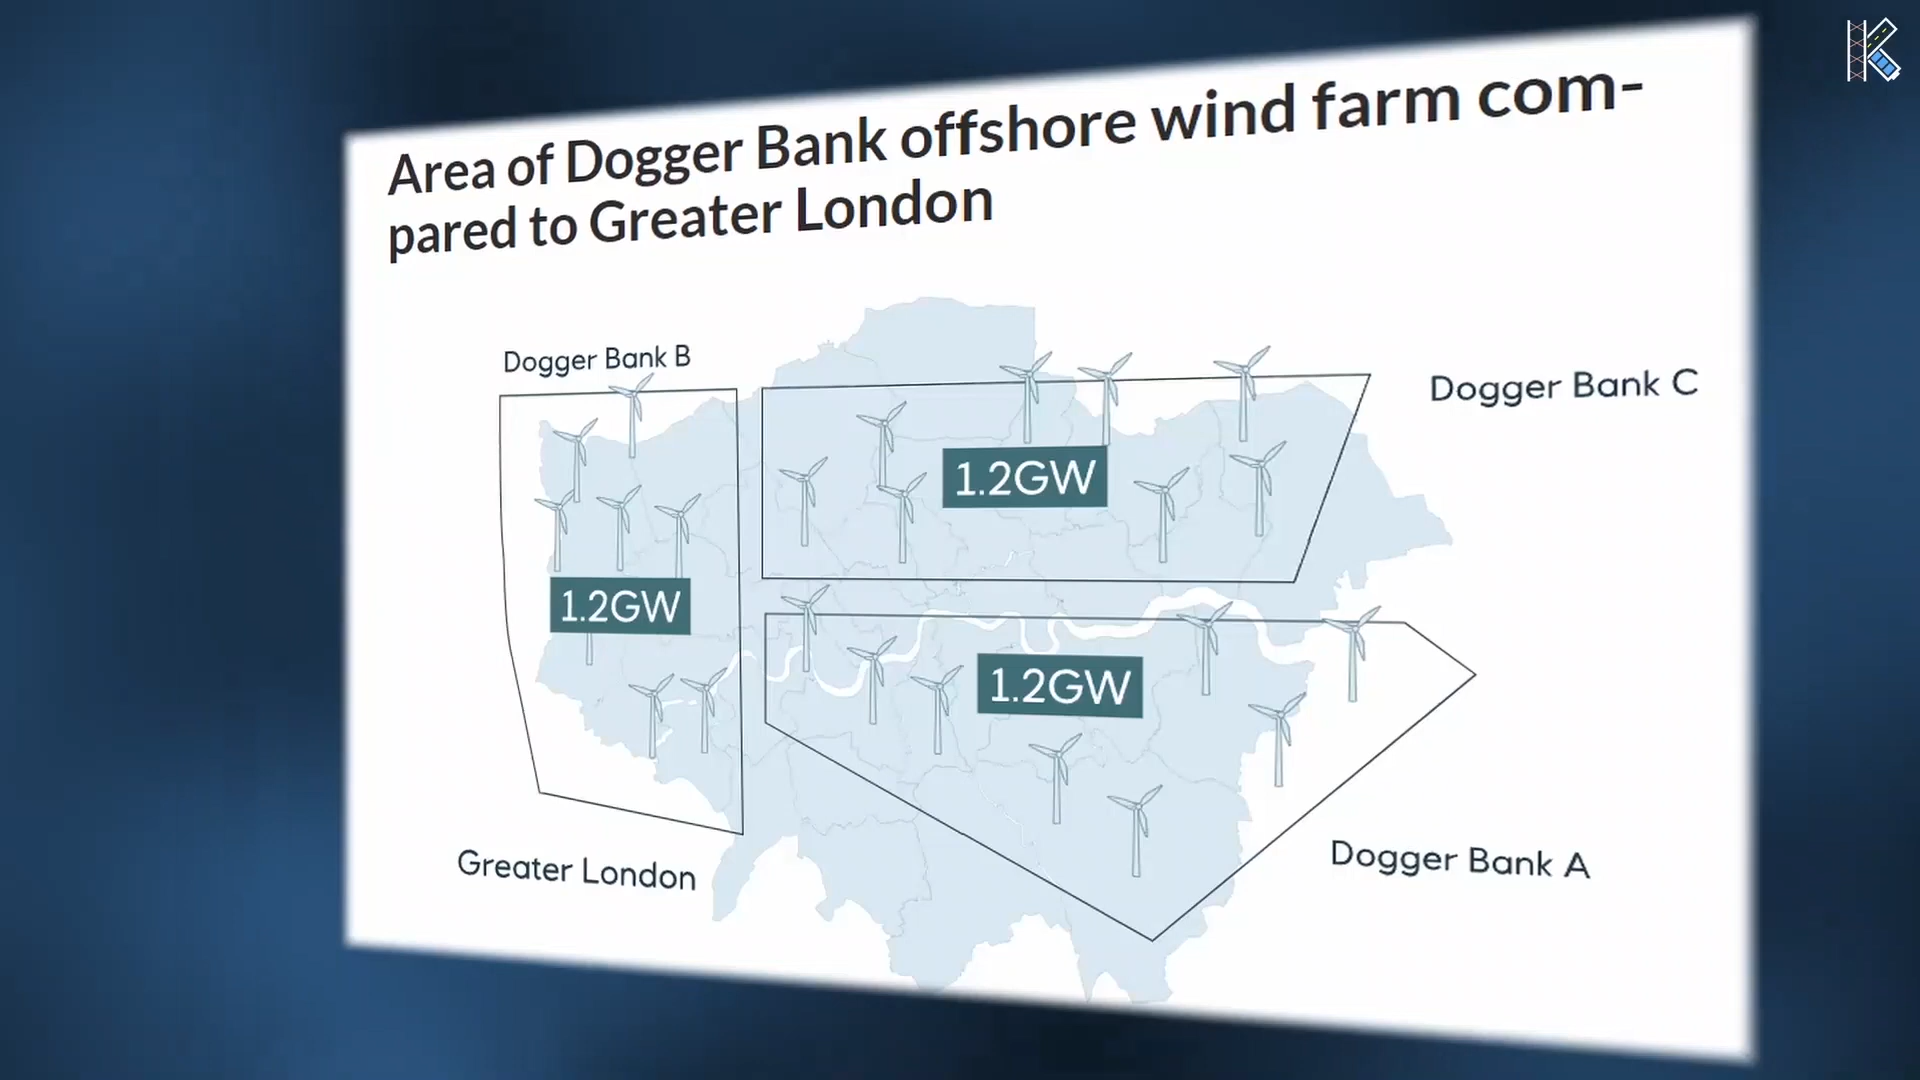 Area of Dogger Bank offshore wind farm com-
pared to Greater London
Dogger Bank B
Dogger Bank C
1.2GW
1.2GW
1.2GW
Greater London
Dogger Bank A